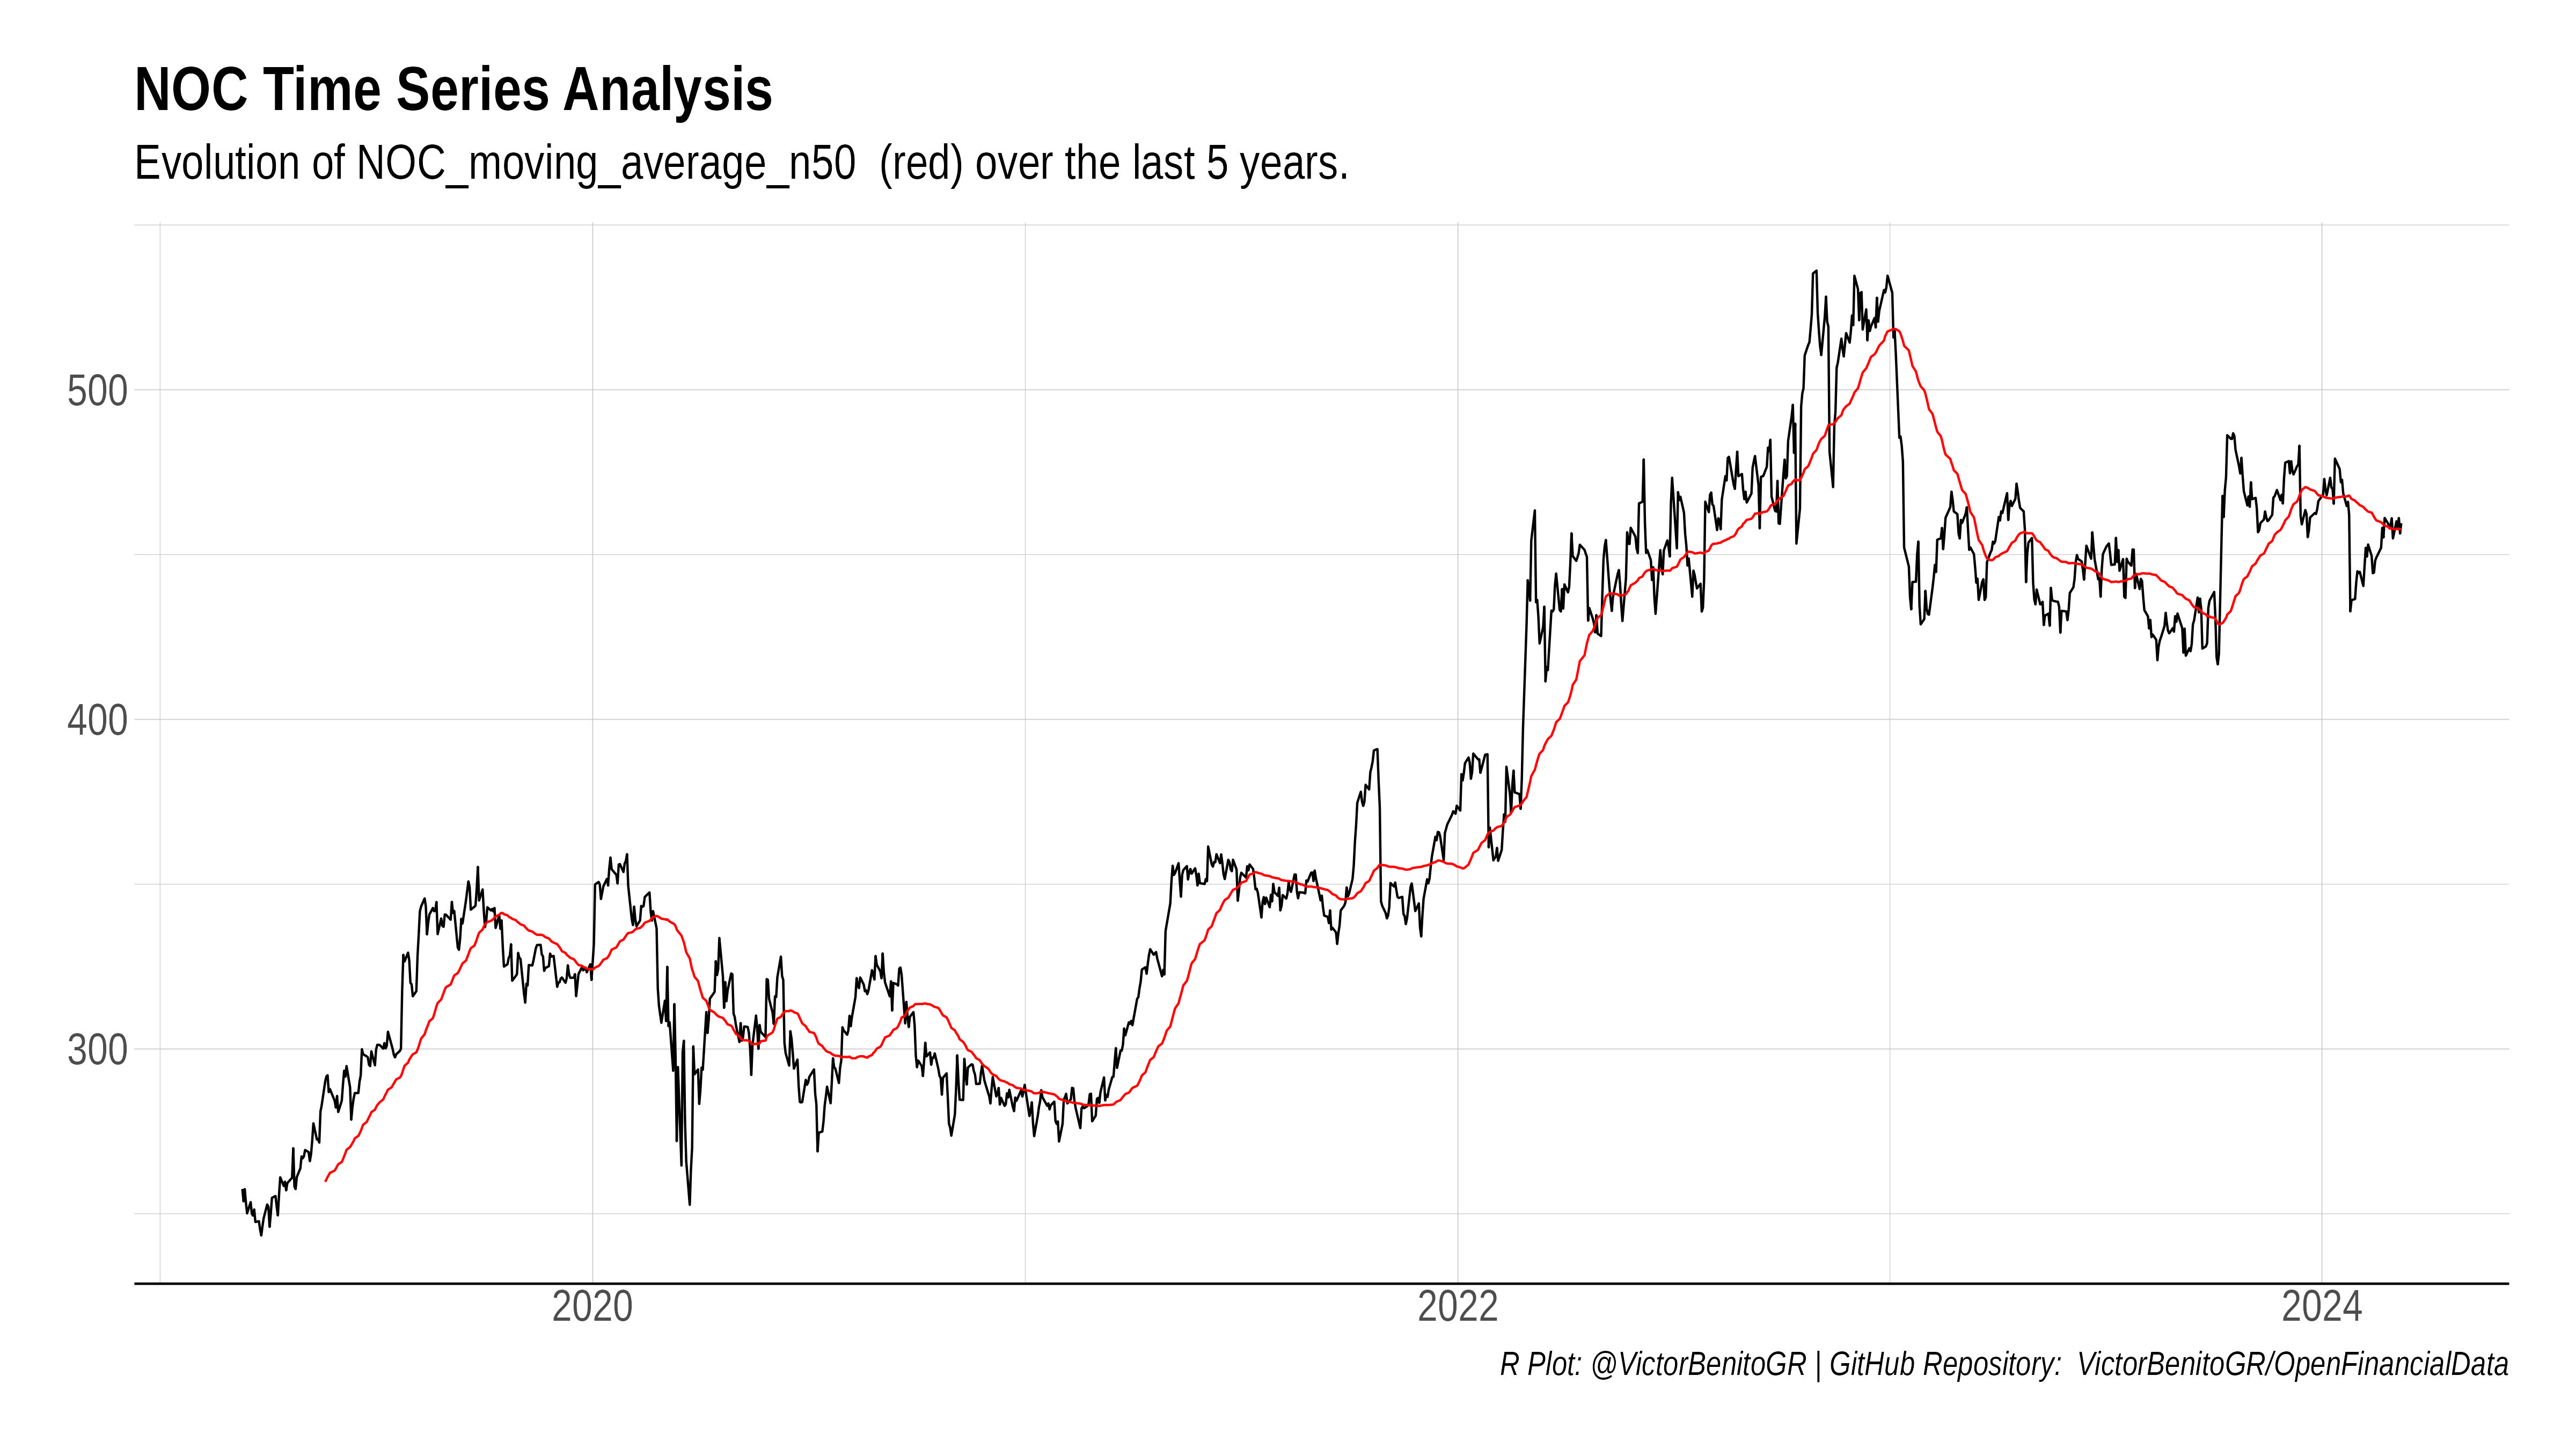 NOC Time Series Analysis
Evolution of NOC_moving_average_n50  (red) over the last 5 years.
500
400
300
2020 2022 2024
R Plot: @VictorBenitoGR | GitHub Repository:  VictorBenitoGR/OpenFinancialData